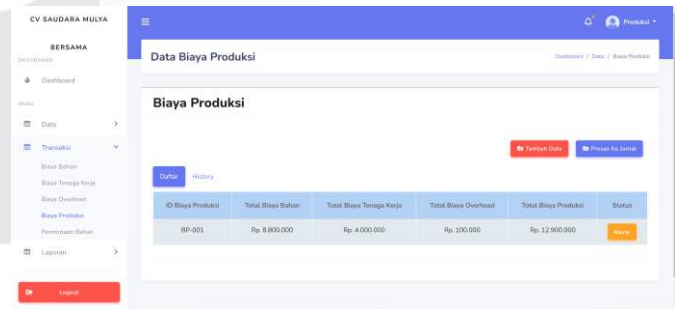 CV SAUDARA MULYA
BERSAMA
Produksi
DASHBOARD
Dashboard
MENU
Data
Transaksi
Biaya Bahan
Biaya Tenaga Kerja
Biaya Overhead
Biaya Produksi
Permintaan Bahan
Laporan
Logout
Data Biaya Produksi
Dashboard / Data / Biaya Produksi
Biaya Produksi
Tambah Data
Proses Ke Jurnal
Daftar
History
ID Biaya Produksi Total Biaya Bahan Total Biaya Tenaga Kerja Total Biaya Overhead Total Biaya Produksi Status
BP-001 Rp. 8.800.000 Rp. 4.000.000 Rp. 100.000 Rp. 12.900.000